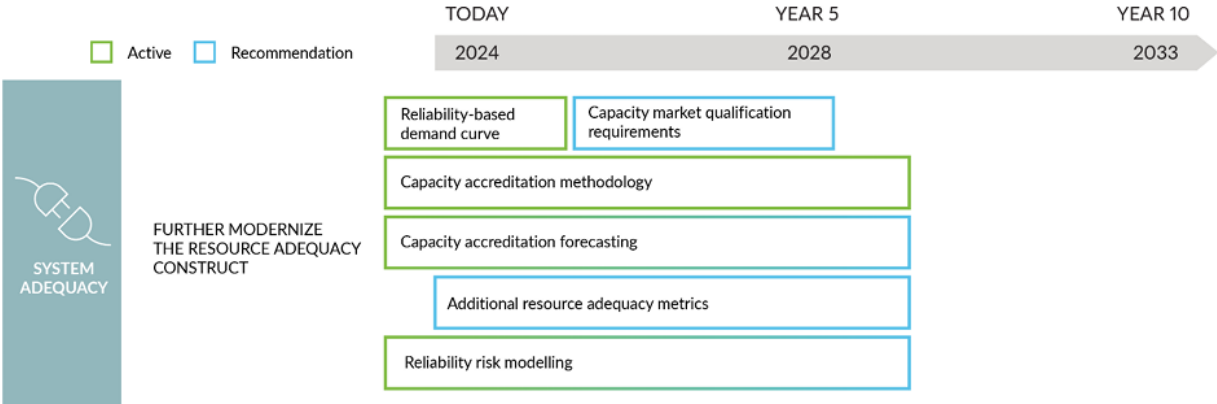 TODAY
YEAR 5
YEAR 10
Active
Recommendation
2024
2028
2033
Reliability-based
demand curve
Capacity market qualification
requirements
Capacity accreditation methodology
FURTHER MODERNIZE
THE RESOURCE ADEQUACY
CONSTRUCT
Capacity accreditation forecasting
SYSTEM
ADEQUACY
Additional resource adequacy metrics
Reliability risk modelling